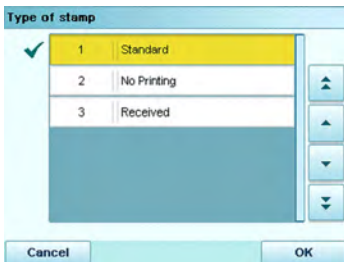 Type of stamp
1 Standard
2 No Printing
3 Received
Cancel OK